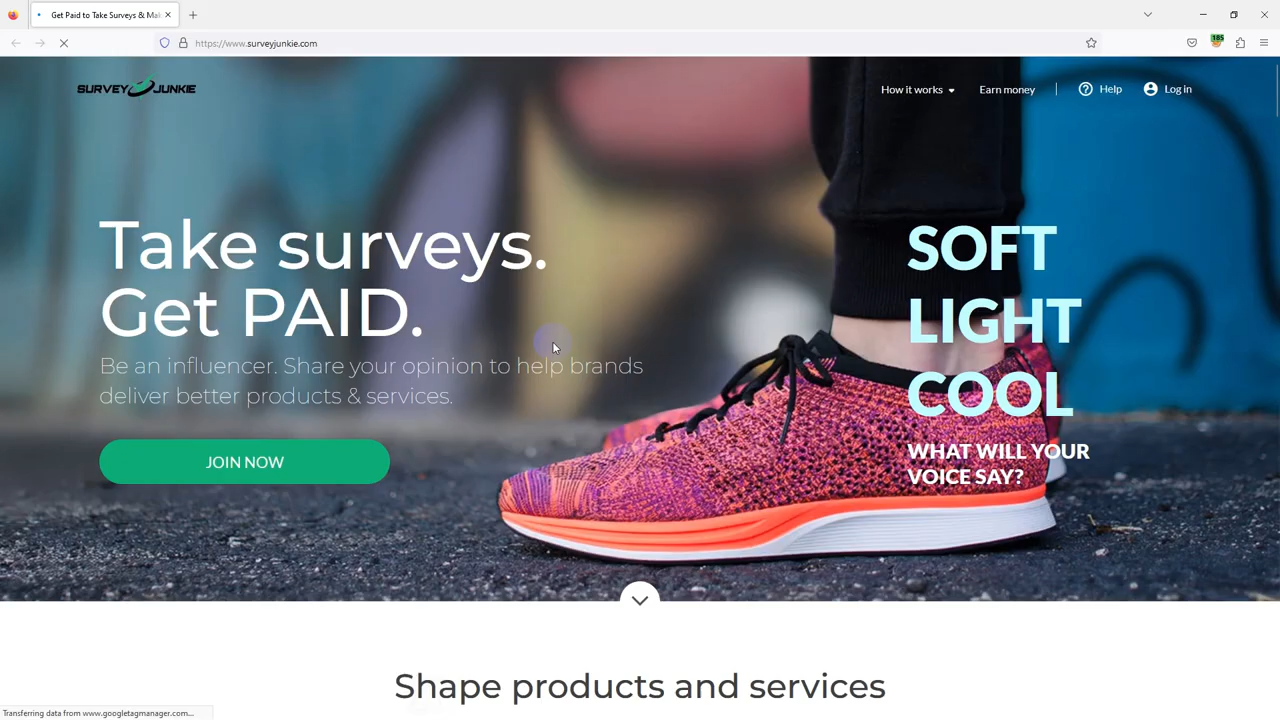 Get Paid to Take Surveys & Mak
https://www.surveyjunkie.com
185
SURVEY JUNKIE
How it works
Earn money
Help
Log in
Take surveys.
Get PAID.
Be an influencer. Share your opinion to help brands
deliver better products & services.
JOIN NOW
SOFT
LIGHT
COOL
WHAT WILL YOUR
VOICE SAY?
Shape products and services
Transferring data from www.googletagmanager.com...